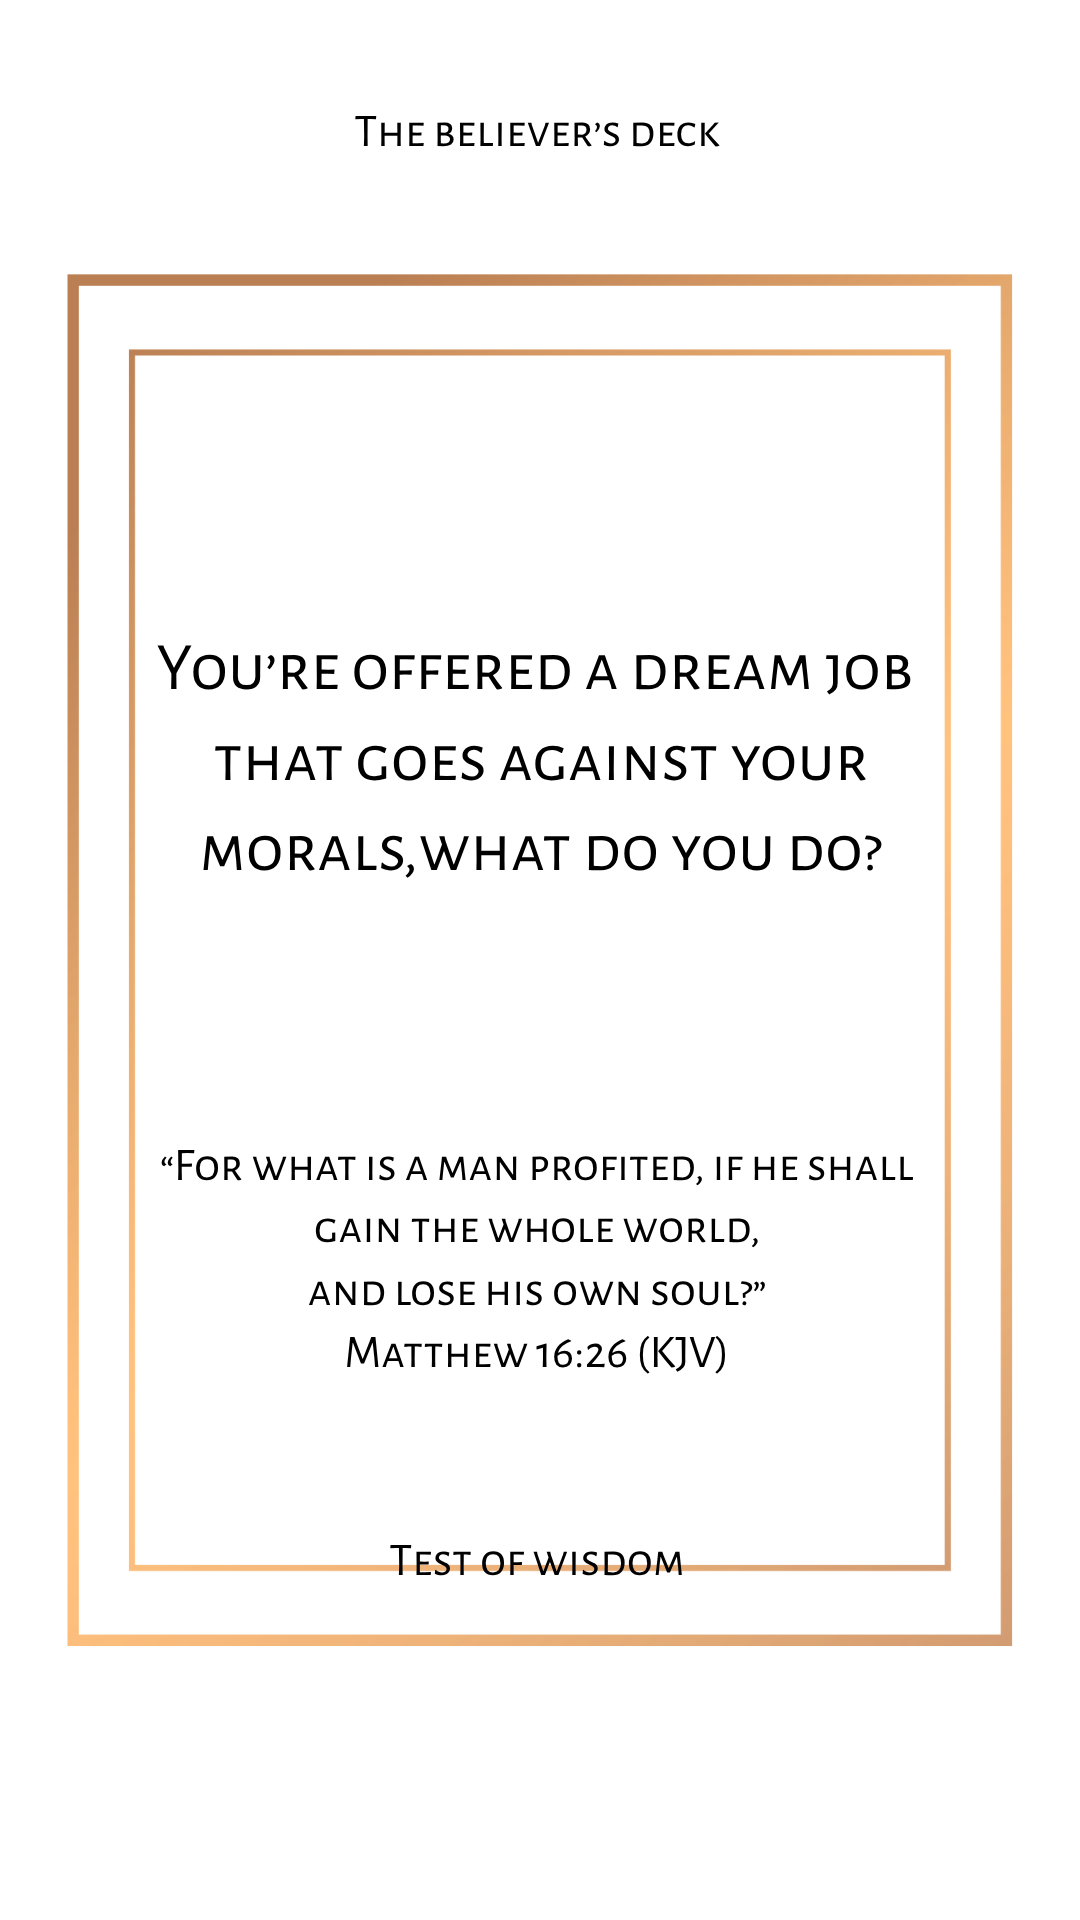 The believer’s deck
You’re offered a dream job
that goes against your
morals,what do you do?
“For what is a man profited, if he shall
gain the whole world,
and lose his own soul?”
Matthew 16:26 (KJV)
Test of wisdom